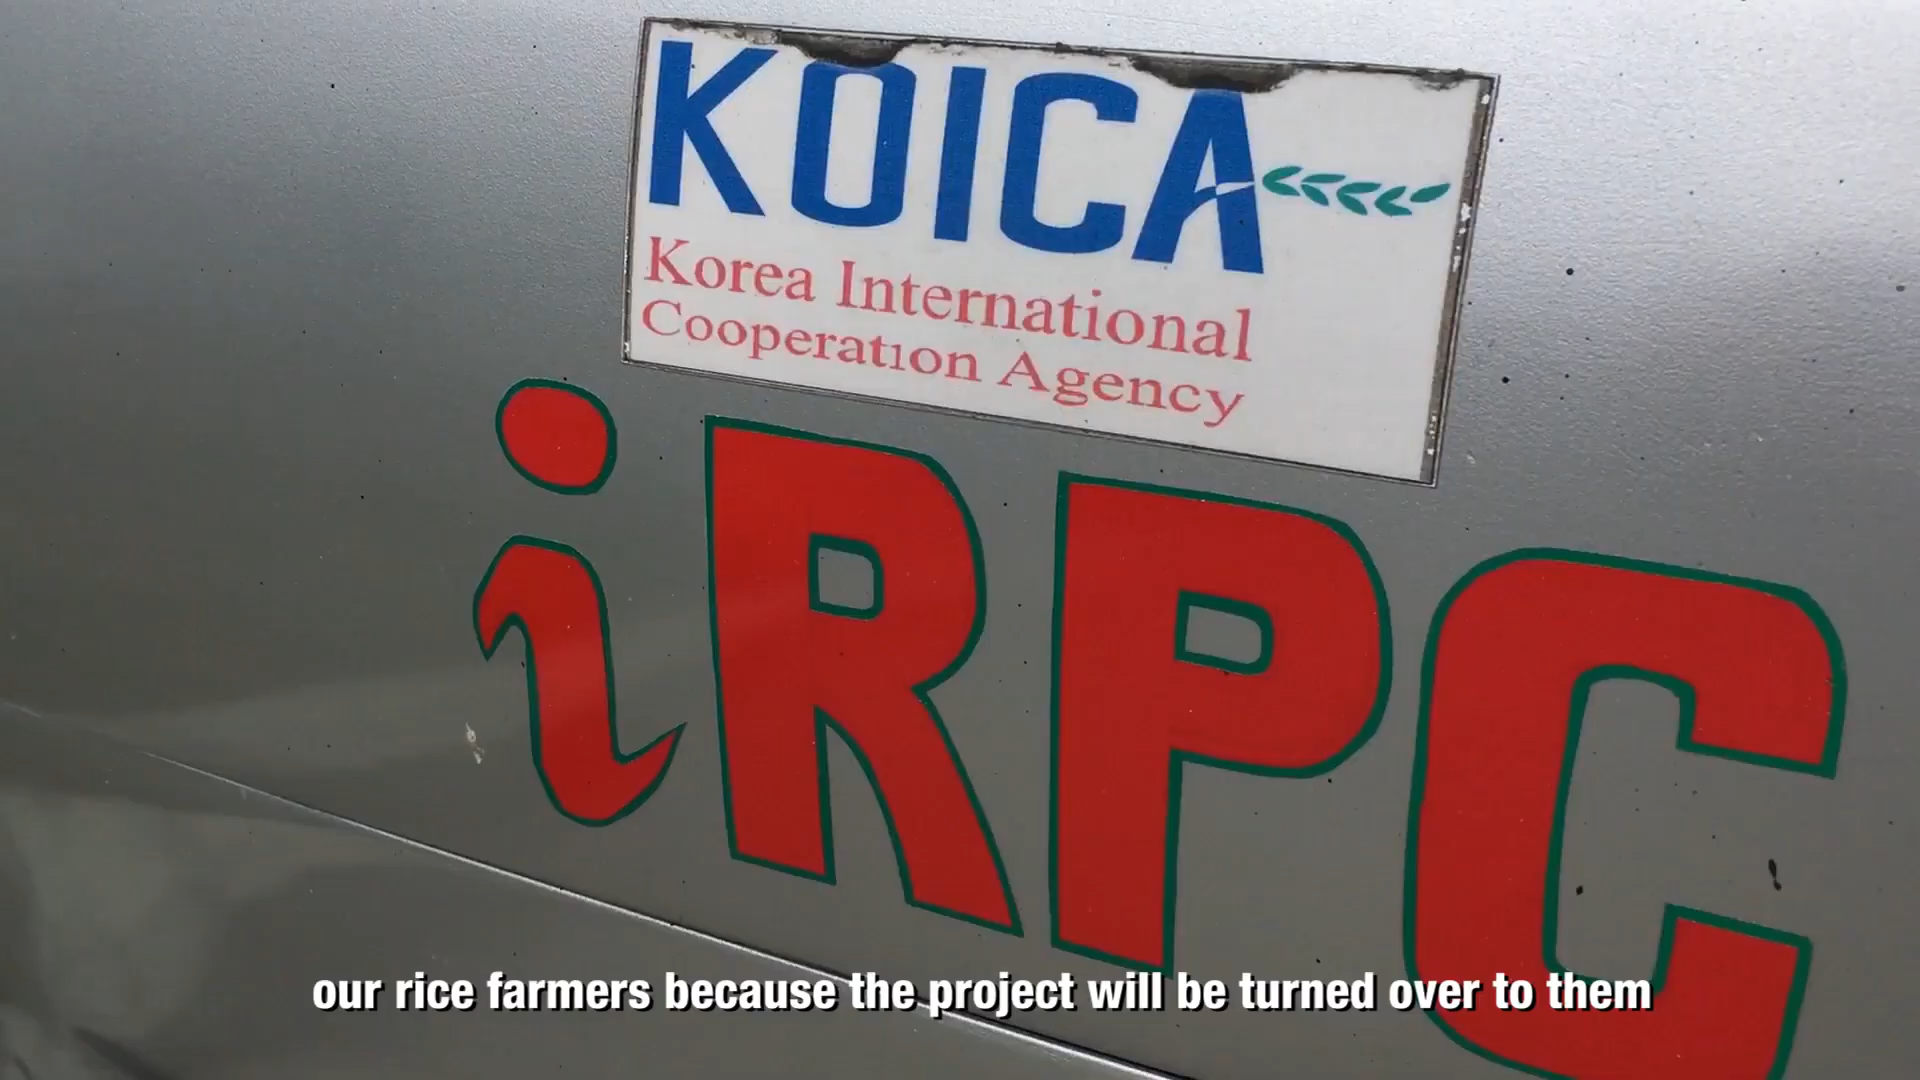 KOICA
Korea International
Cooperation Agency
iRPC
our rice farmers because the project will be turned over to them